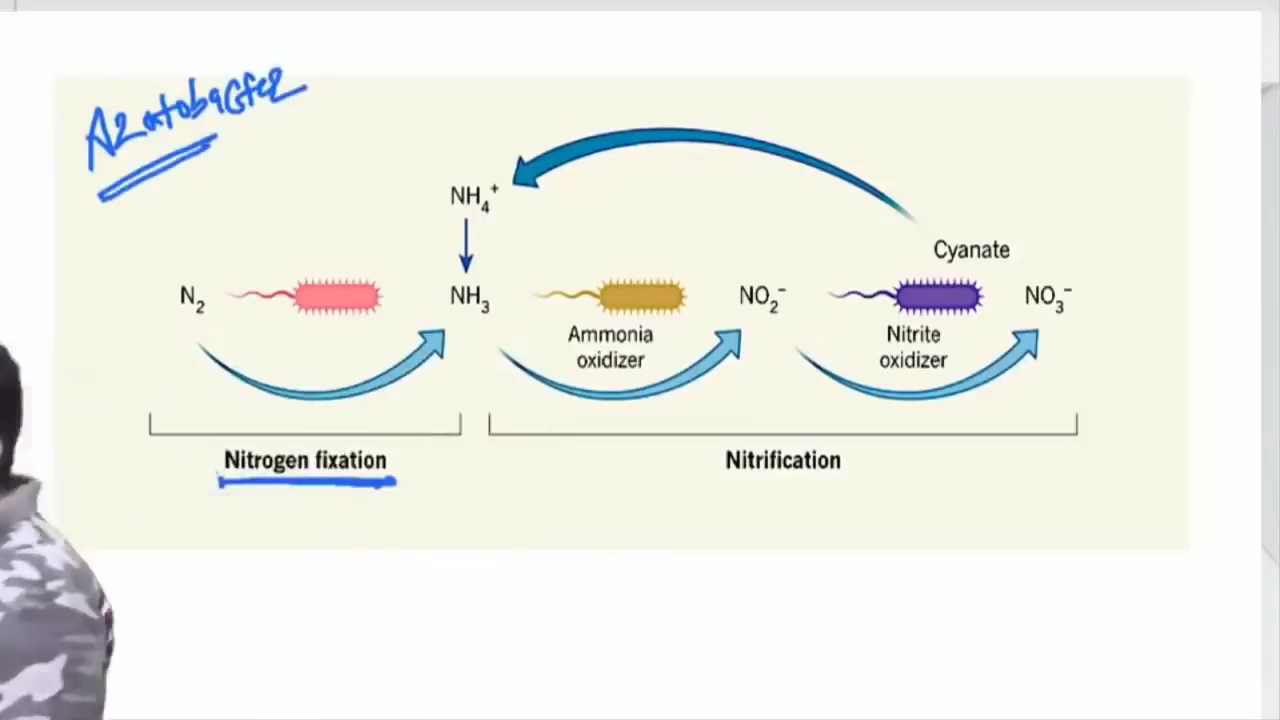 Azotobacter
NH₄⁺
Cyanate
N₂ NH₃ NO₂⁻ NO₃⁻
Ammonia oxidizer
Nitrite oxidizer
Nitrogen fixation
Nitrification